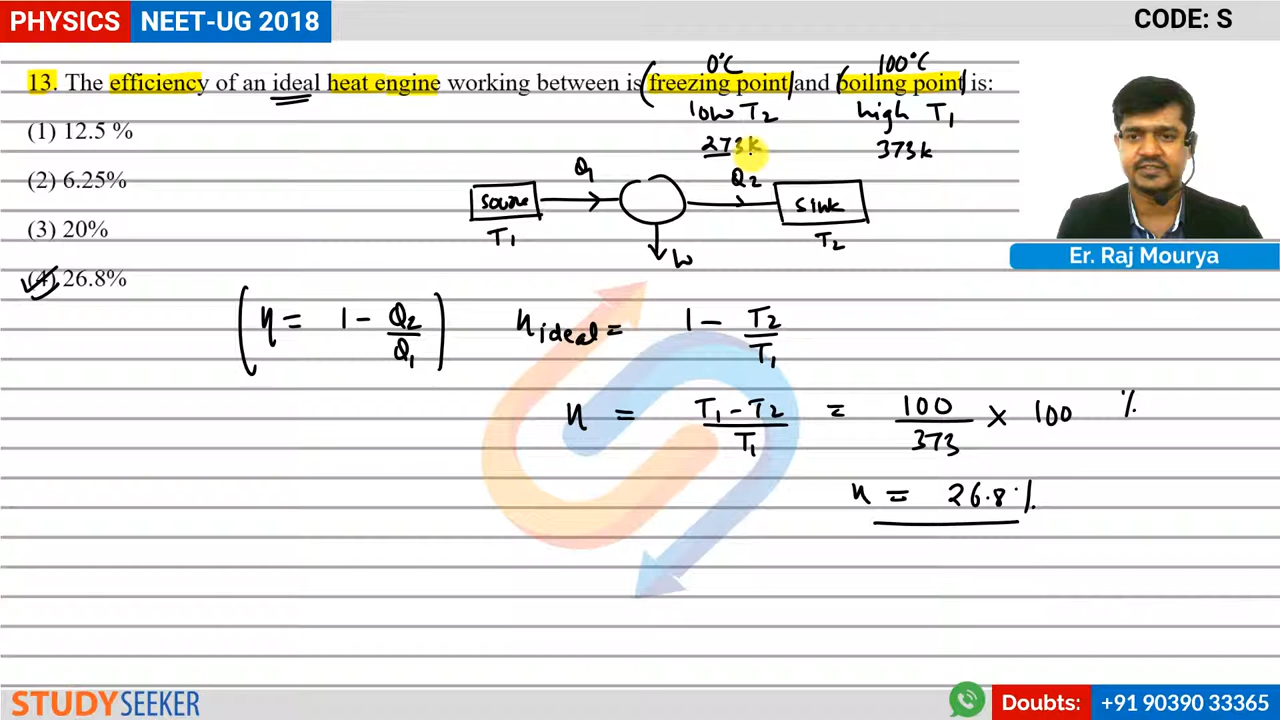 PHYSICS NEET-UG 2018 CODE: S
0°C 100°C
13. The efficiency of an ideal heat engine working between is (freezing point) and (boiling point) is:
low T2 high T1
(1) 12.5 %
273k 373k
(2) 6.25%
Q1 Q2
source sink
T1 T2
W
(3) 20%
(4) 26.8%
Er. Raj Mourya
(η = 1 - Q2/Q1) ηideal = 1 - T2/T1
η = T1 - T2/T1 = 100/373 × 100 %
η = 26.8%
STUDY SEEKER
Doubts: +91 90390 33365